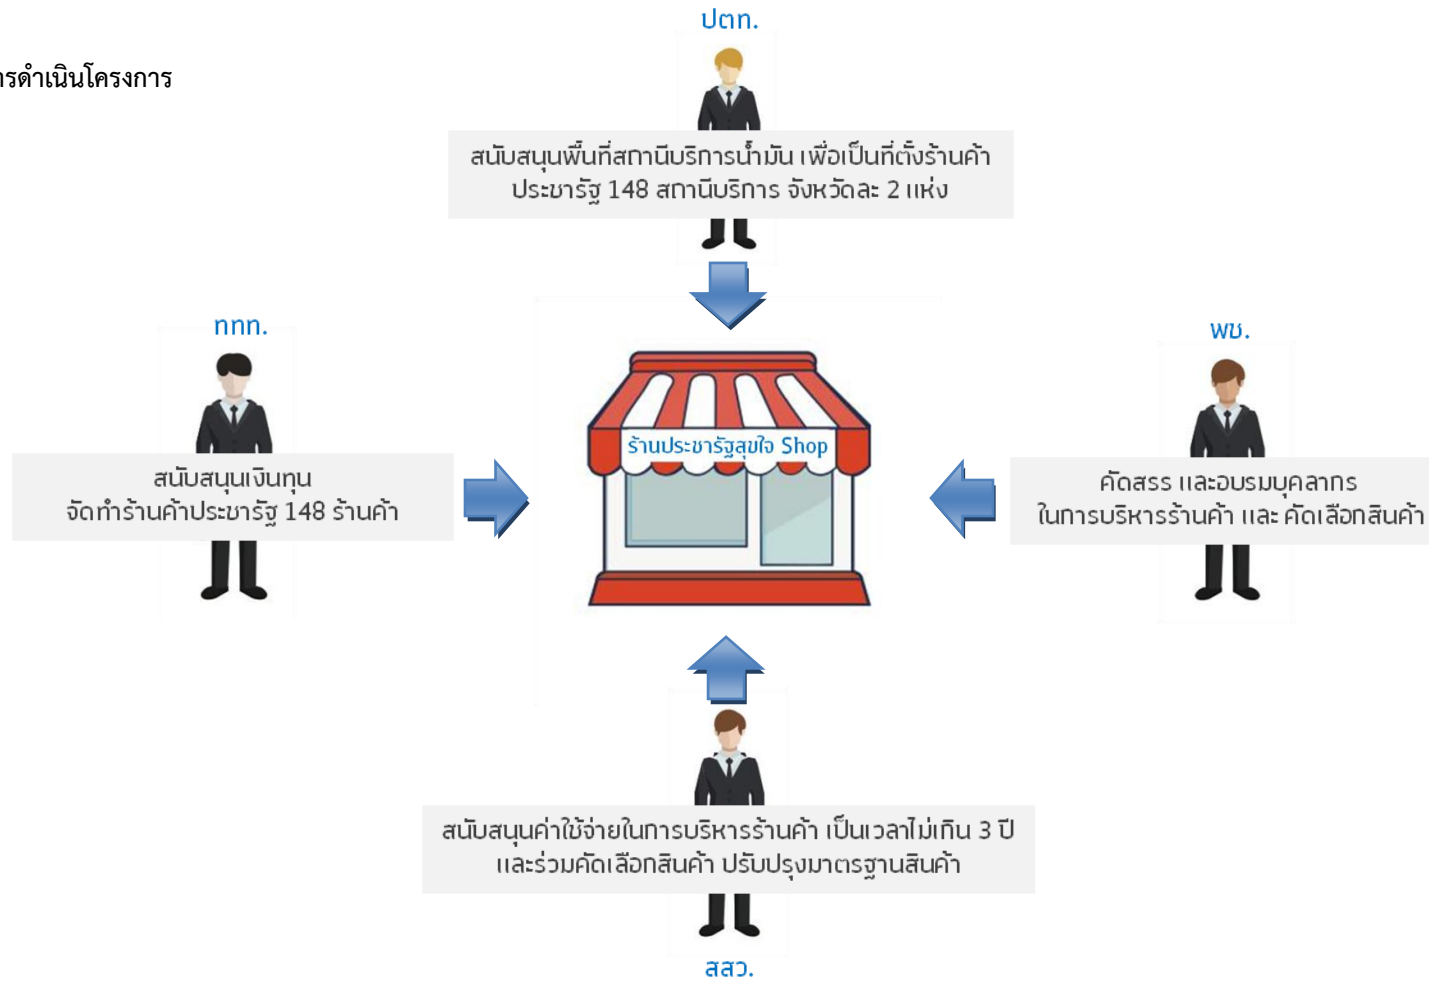 ปตท.
ารดำเนินโครงการ
สนับสนุนพื้นที่สถานีบริการน้ำมัน เพื่อเป็นที่ตั้งร้านค้า
ประชารัฐ 148 สถานีบริการ จังหวัดละ 2 แห่ง
ททท.
พช.
ร้านประชารัฐสุขใจ Shop
สนับสนุนเงินทุน
จัดทำร้านค้าประชารัฐ 148 ร้านค้า
คัดสรร และอบรมบุคลากร
ในการบริหารร้านค้า และ คัดเลือกสินค้า
สนับสนุนค่าใช้จ่ายในการบริหารร้านค้า เป็นเวลาไม่เกิน 3 ปี
และร่วมคัดเลือกสินค้า ปรับปรุงมาตรฐานสินค้า
สสว.